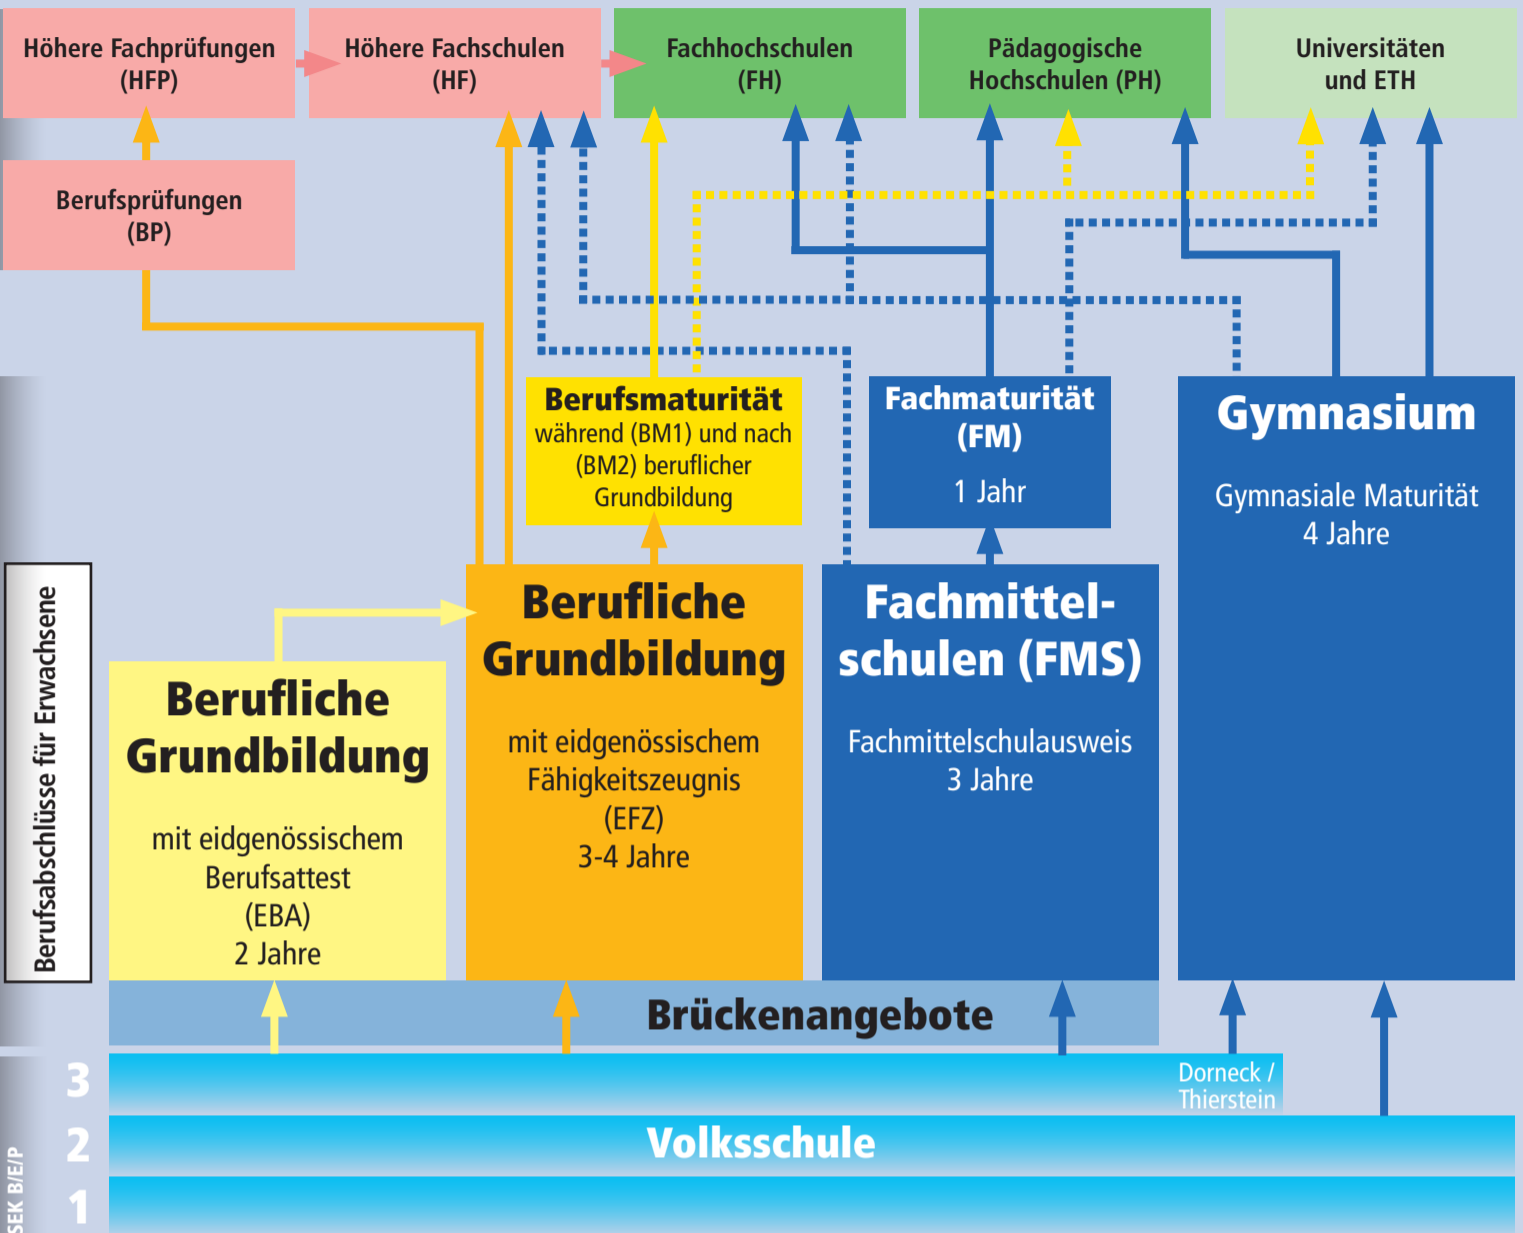 Höhere Fachprüfungen
(HFP)
Höhere Fachschulen
(HF)
Fachhochschulen
(FH)
Pädagogische
Hochschulen (PH)
Universitäten
und ETH
Berufsprüfungen
(BP)
Berufsmaturität
während (BM1) und nach
(BM2) beruflicher
Grundbildung
Fachmaturität
(FM)
1 Jahr
Gymnasium
Gymnasiale Maturität
4 Jahre
Berufsabschlüsse für Erwachsene
Berufliche
Grundbildung
mit eidgenössischem
Berufsattest
(EBA)
2 Jahre
Berufliche
Grundbildung
mit eidgenössischem
Fähigkeitszeugnis
(EFZ)
3-4 Jahre
Fachmittel-
schulen (FMS)
Fachmittelschulausweis
3 Jahre
Brückenangebote
3
Dorneck /
Thierstein
2
Volksschule
1
SEK B/E/P